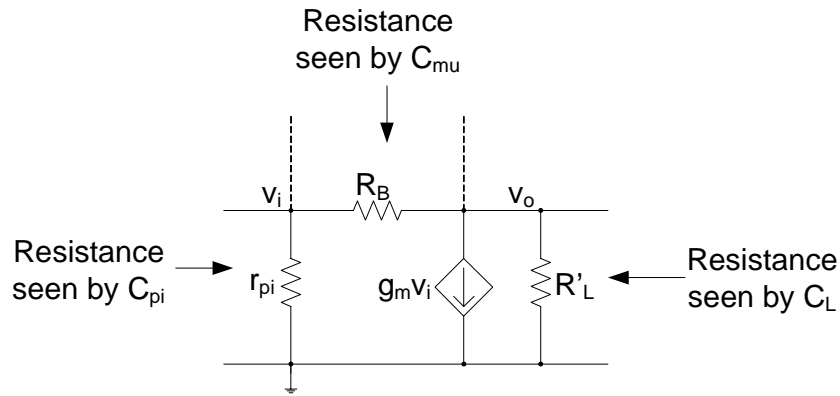 Resistance
seen by Cmu
vi
RB
vo
Resistance
seen by Cpi
rpi
gmvi
R'L
Resistance
seen by CL